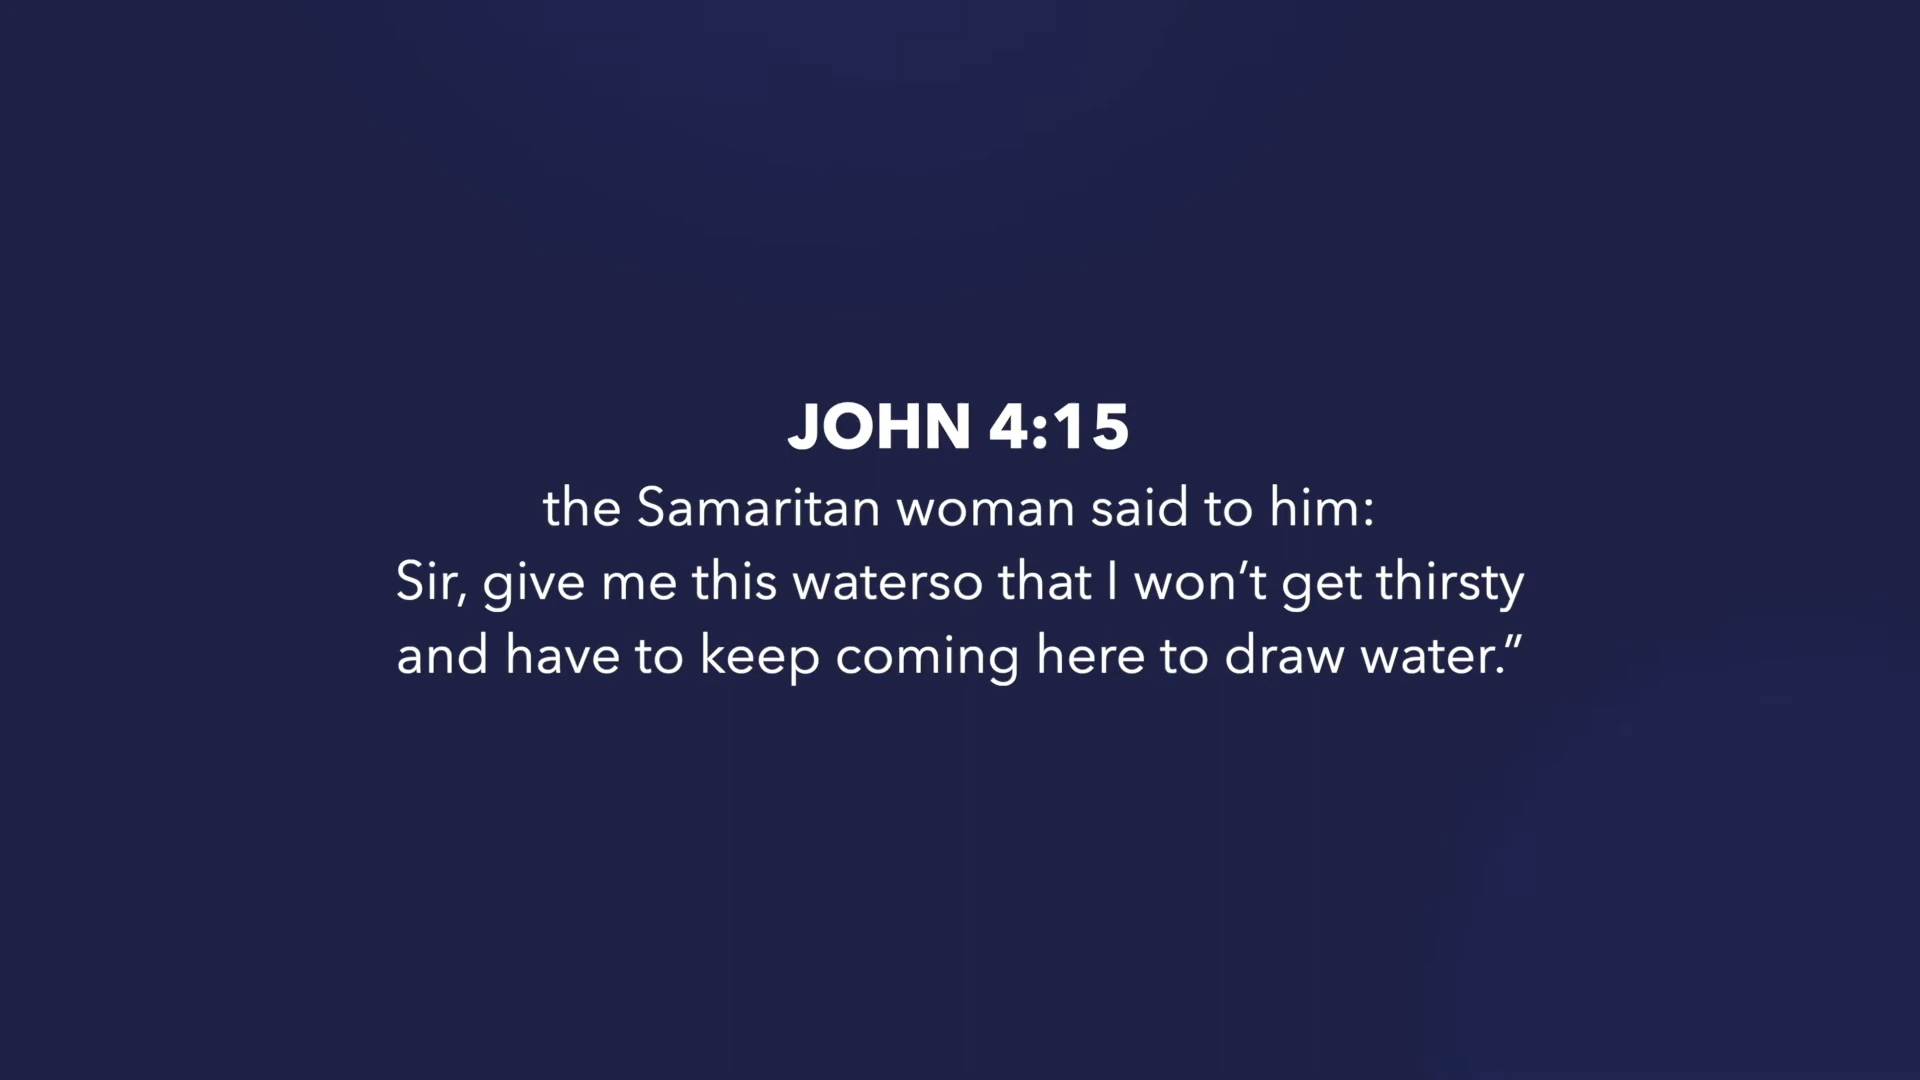 JOHN 4:15
the Samaritan woman said to him:
Sir, give me this waterso that I won’t get thirsty
and have to keep coming here to draw water.”